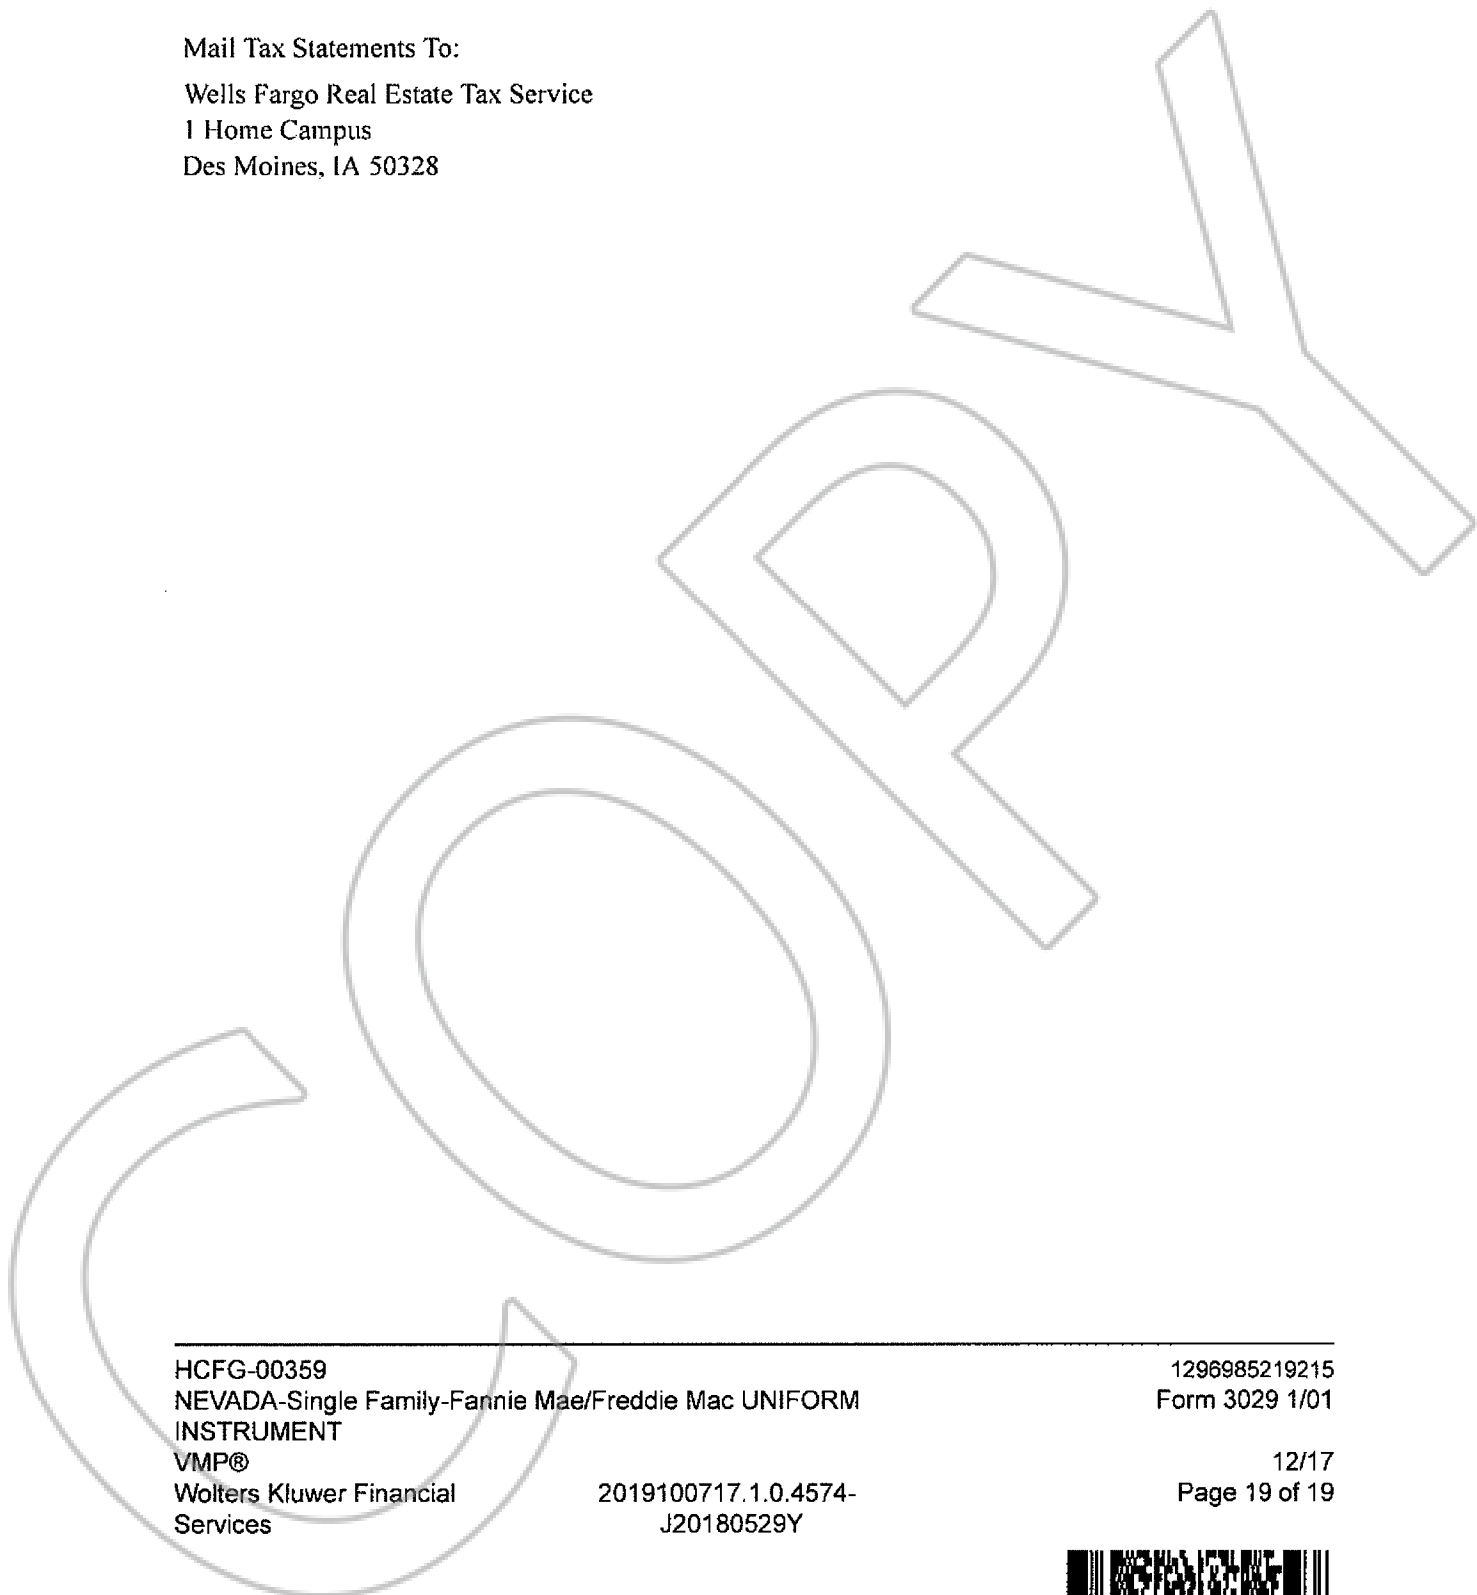 Mail Tax Statements To:
Wells Fargo Real Estate Tax Service
1 Home Campus
Des Moines, IA 50328
COPY
HCFG-00359 1296985219215
NEVADA-Single Family-Fannie Mae/Freddie Mac UNIFORM Form 3029 1/01
INSTRUMENT
VMP® 12/17
Wolters Kluwer Financial 2019100717.1.0.4574- Page 19 of 19
Services J20180529Y